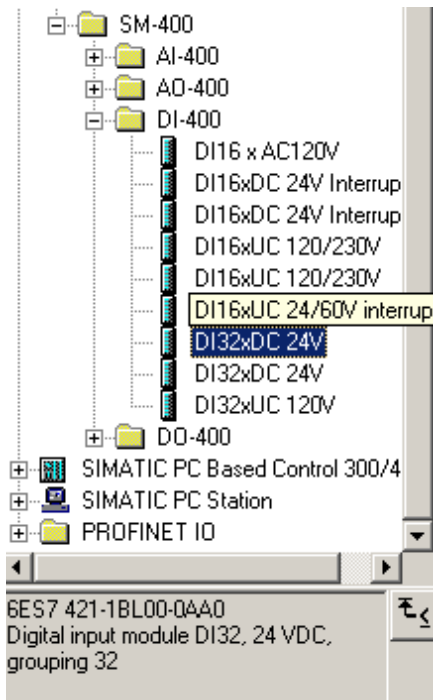 SM-400
AI-400
AO-400
DI-400
DI16 x AC120V
DI16xDC 24V Interrup
DI16xDC 24V Interrup
DI16xUC 120/230V
DI16xUC 120/230V
DI16xUC 24/60V interrup
DI32xDC 24V
DI32xDC 24V
DI32xUC 120V
DO-400
SIMATIC PC Based Control 300/4
SIMATIC PC Station
PROFINET IO
6ES7 421-1BL00-0AA0
Digital input module DI32, 24 VDC,
grouping 32